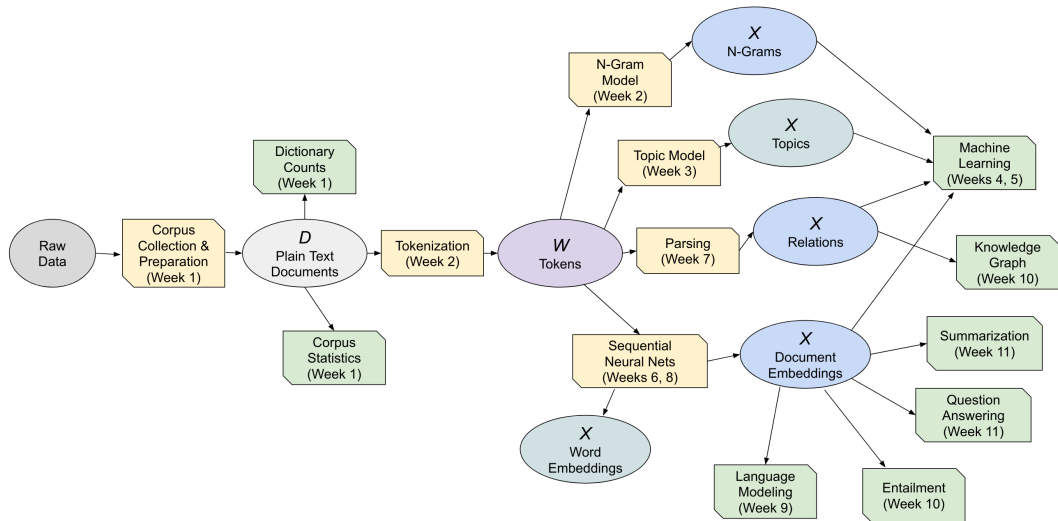 Raw
Data
Corpus
Collection &
Preparation
(Week 1)
Dictionary
Counts
(Week 1)
D
Plain Text
Documents
Corpus
Statistics
(Week 1)
Tokenization
(Week 2)
W
Tokens
N-Gram
Model
(Week 2)
X
N-Grams
Topic Model
(Week 3)
X
Topics
Parsing
(Week 7)
X
Relations
Sequential
Neural Nets
(Weeks 6, 8)
X
Word
Embeddings
X
Document
Embeddings
Machine
Learning
(Weeks 4, 5)
Knowledge
Graph
(Week 10)
Summarization
(Week 11)
Question
Answering
(Week 11)
Entailment
(Week 10)
Language
Modeling
(Week 9)